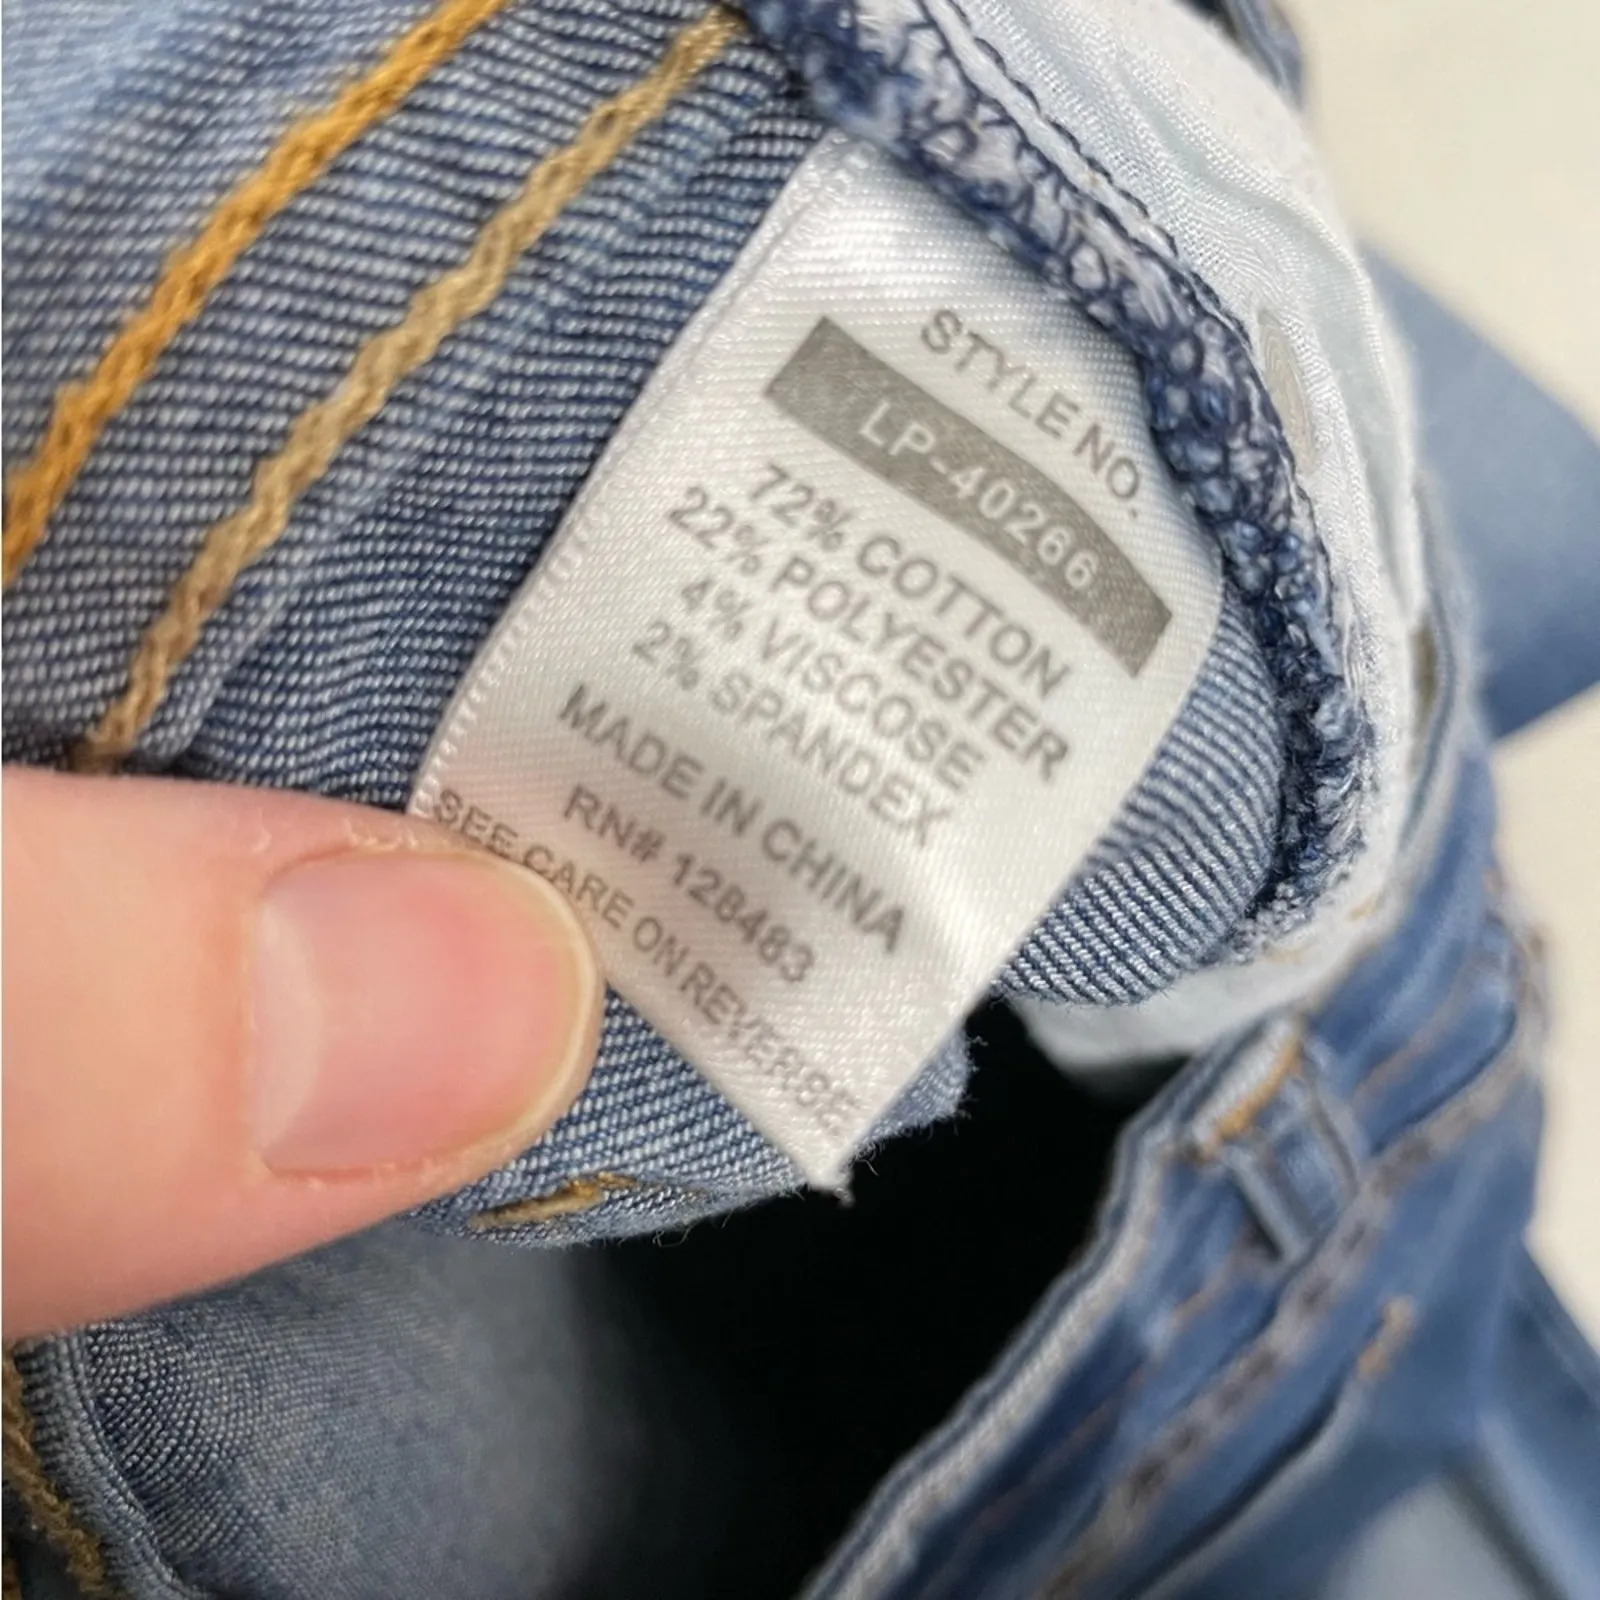 STYLE NO.
LP-40266
72% COTTON
22% POLYESTER
4% VISCOSE
2% SPANDEX
MADE IN CHINA
RN# 128483
SEE CARE ON REVERSE